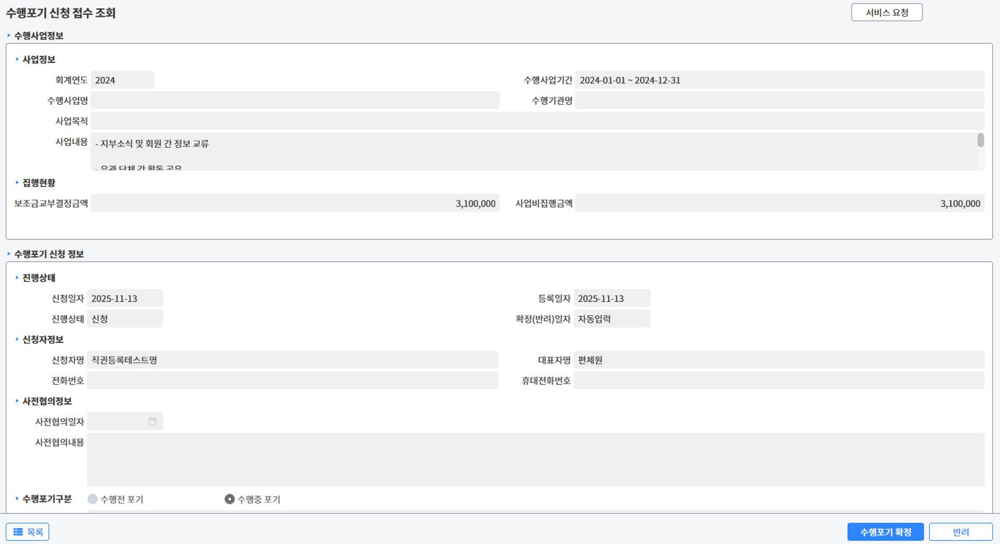 수행포기 신청 접수 조회
서비스 요청
수행사업정보
사업정보
회계연도 2024 수행사업기간 2024-01-01 ~ 2024-12-31
수행사업명 수행기관명
사업목적
사업내용 - 지부소식 및 회원 간 정보 교류
- 유관 단체 간 활동 공유
집행현황
보조금교부결정금액 3,100,000 사업비집행금액 3,100,000
수행포기 신청 정보
진행상태
신청일자 2025-11-13 등록일자 2025-11-13
진행상태 신청 확정(반려)일자 자동입력
신청자정보
신청자명 직권등록테스트명 대표자명 편체원
전화번호 휴대전화번호
사전협의정보
사전협의일자
사전협의내용
수행포기구분 수행전 포기 수행중 포기
목록 수행포기 확정 반려